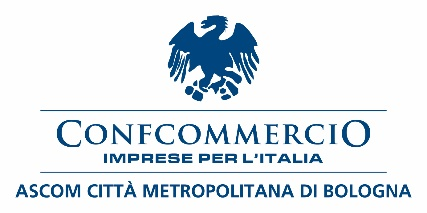 CONFCOMMERCIO
IMPRESE PER L'ITALIA
ASCOM CITTÀ METROPOLITANA DI BOLOGNA